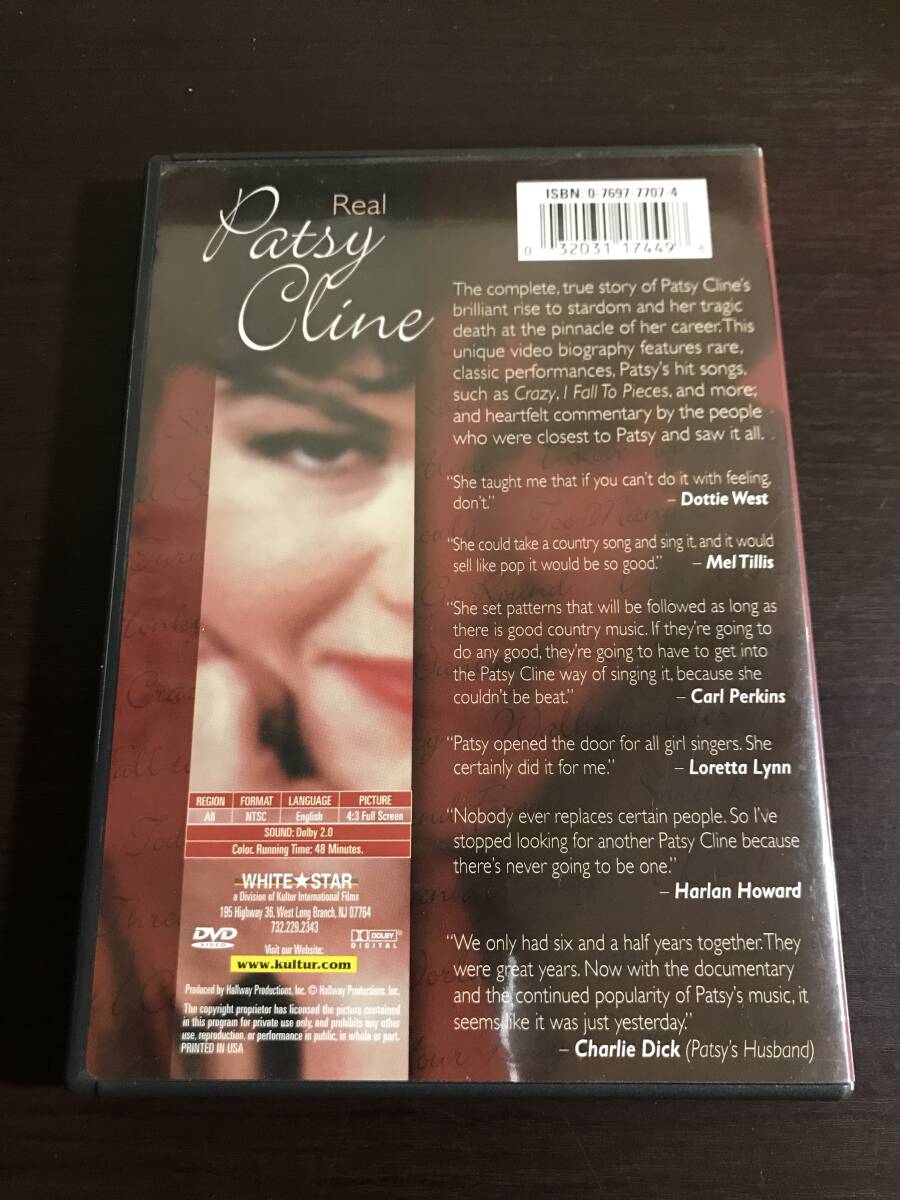 The Real
Patsy
Cline
ISBN: 0-7697-7707-4
0 32031 17449 8
The complete, true story of Patsy Cline's
brilliant rise to stardom and her tragic
death at the pinnacle of her career. This
unique video biography features rare,
classic performances, Patsy's hit songs,
such as Crazy, I Fall To Pieces, and more;
and heartfelt commentary by the people
who were closest to Patsy and saw it all.
"She taught me that if you can't do it with feeling,
don't." – Dottie West
"She could take a country song and sing it, and it would
sell like pop it would be so good." – Mel Tillis
"She set patterns that will be followed as long as
there is good country music. If they're going to
do any good, they're going to have to get into
the Patsy Cline way of singing it, because she
couldn't be beat." – Carl Perkins
"Patsy opened the door for all girl singers. She
certainly did it for me." – Loretta Lynn
"Nobody ever replaces certain people. So I've
stopped looking for another Patsy Cline because
there's never going to be one."
– Harlan Howard
"We only had six and a half years together. They
were great years. Now with the documentary
and the continued popularity of Patsy's music, it
seems like it was just yesterday."
– Charlie Dick (Patsy's Husband)
REGION FORMAT LANGUAGE PICTURE
All NTSC English 4:3 Full Screen
SOUND: Dolby 2.0
Color. Running Time: 48 Minutes.
WHITE★STAR
a Division of Kultur International Films
195 Highway 36, West Long Branch, NJ 07764
732.229.2343
DVD VIDEO
DOLBY DIGITAL
Visit our Website:
www.kultur.com
Produced by Hallway Productions, Inc. © Hallway Productions, Inc.
The copyright proprietor has licensed the picture contained
in this program for private use only, and prohibits any other
use, reproduction, or performance in public, in whole or part.
PRINTED IN USA